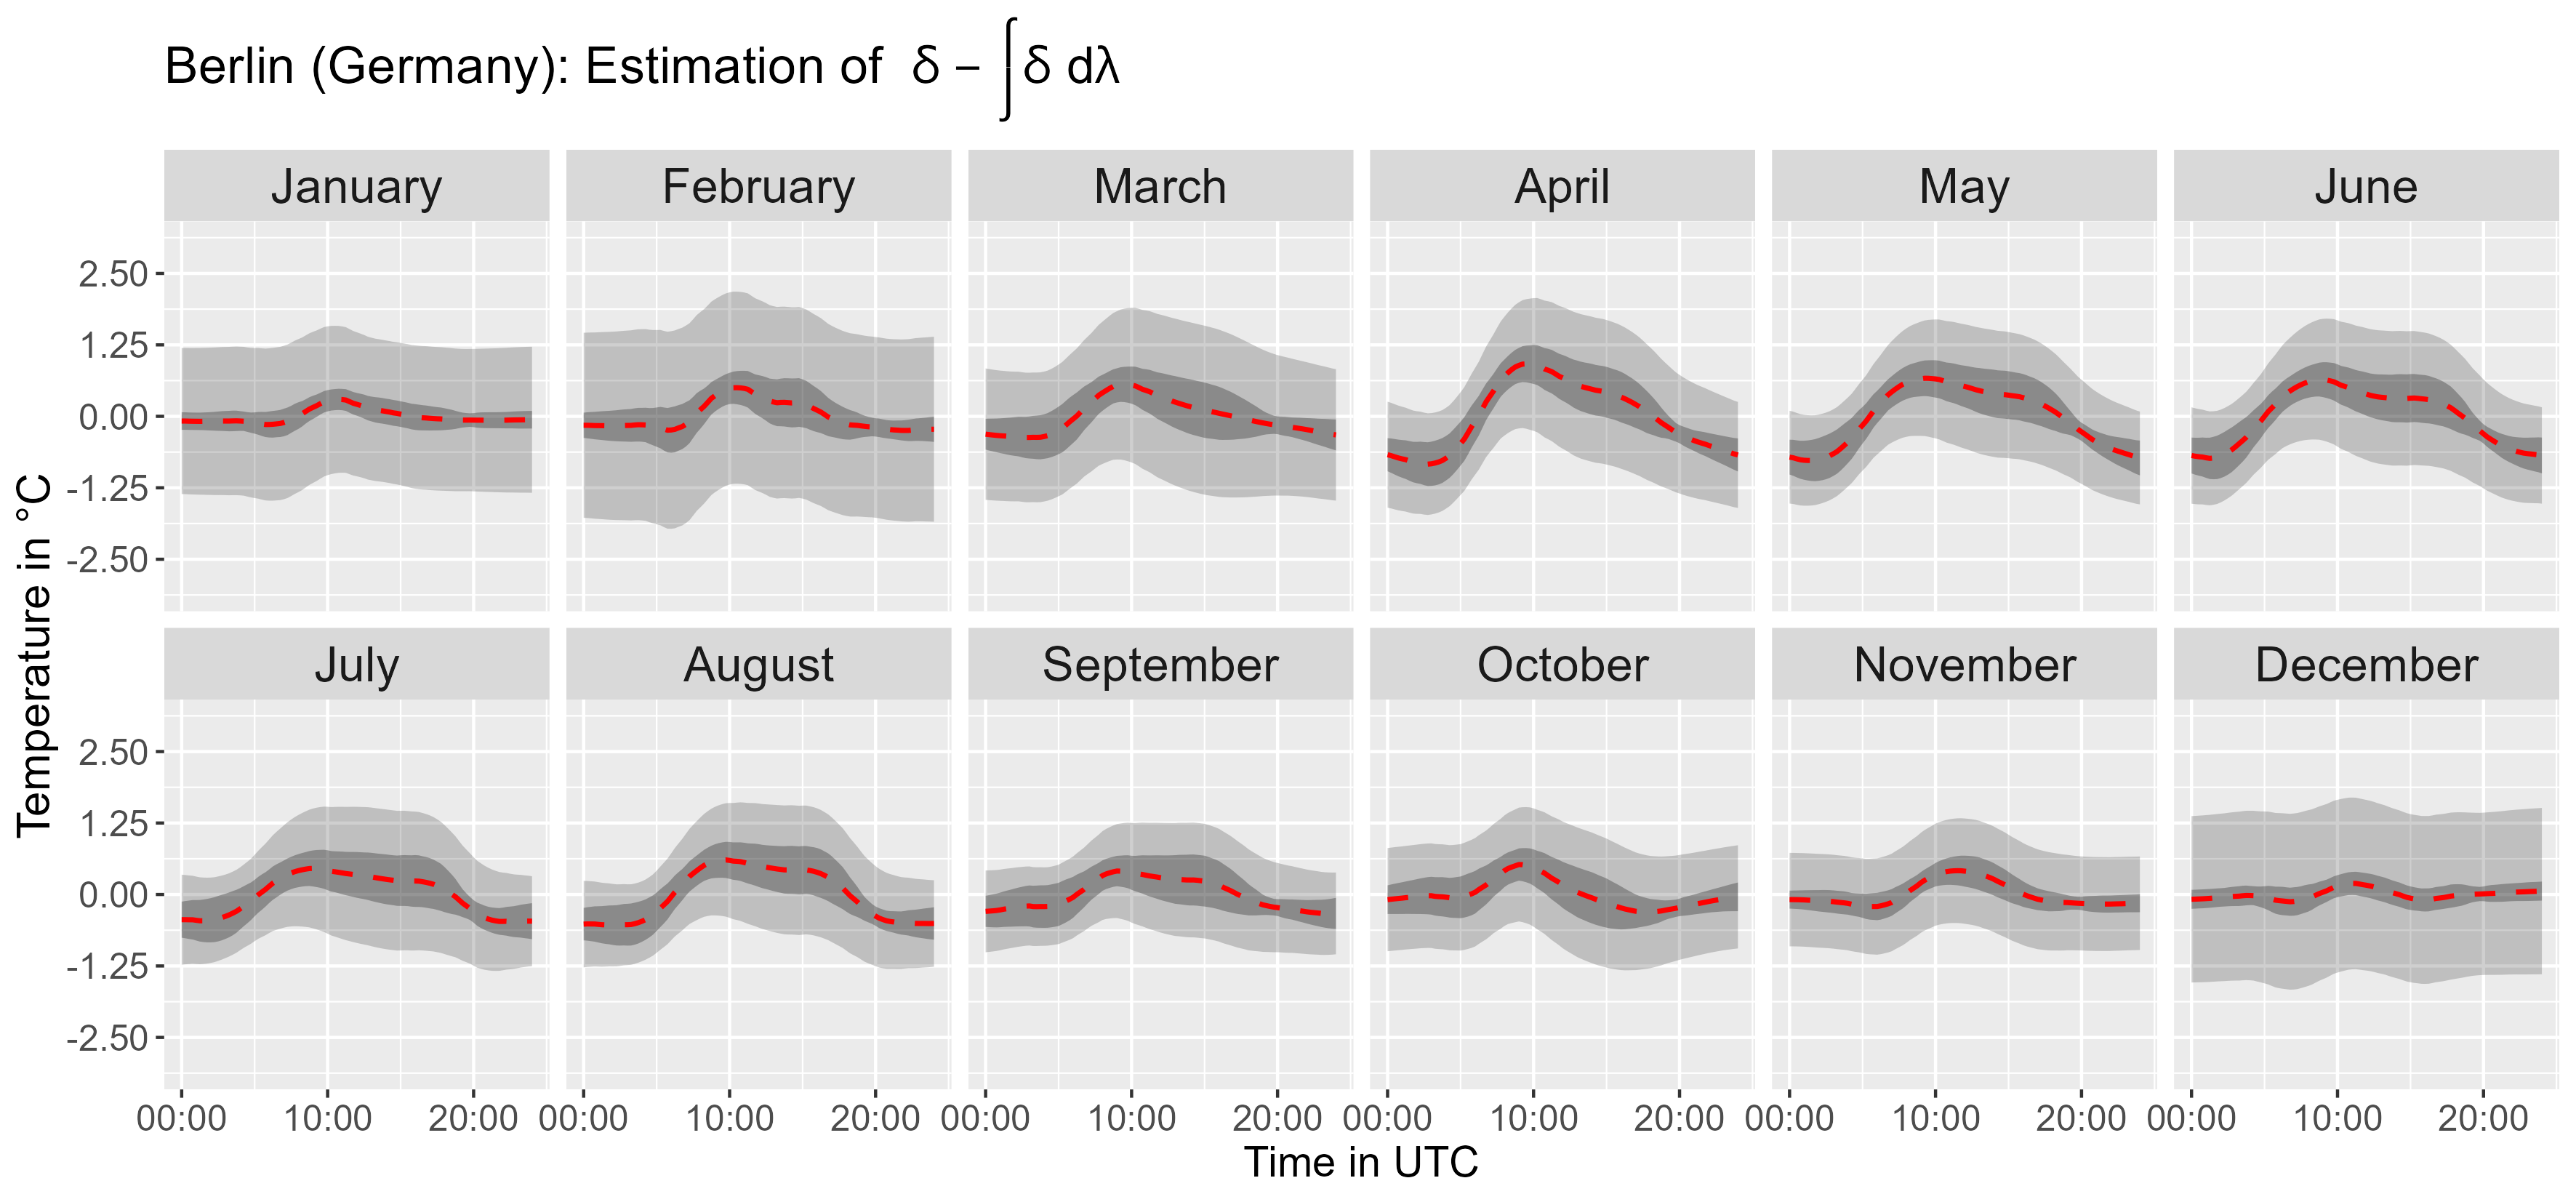 Berlin (Germany): Estimation of δ − ∫δ dλ
January February March April May June
2.50
1.25
0.00
-1.25
-2.50
July August September October November December
2.50
1.25
0.00
-1.25
-2.50
00:00 10:00 20:00 00:00 10:00 20:00 00:00 10:00 20:00 00:00 10:00 20:00 00:00 10:00 20:00 00:00 10:00 20:00
Time in UTC
Temperature in °C